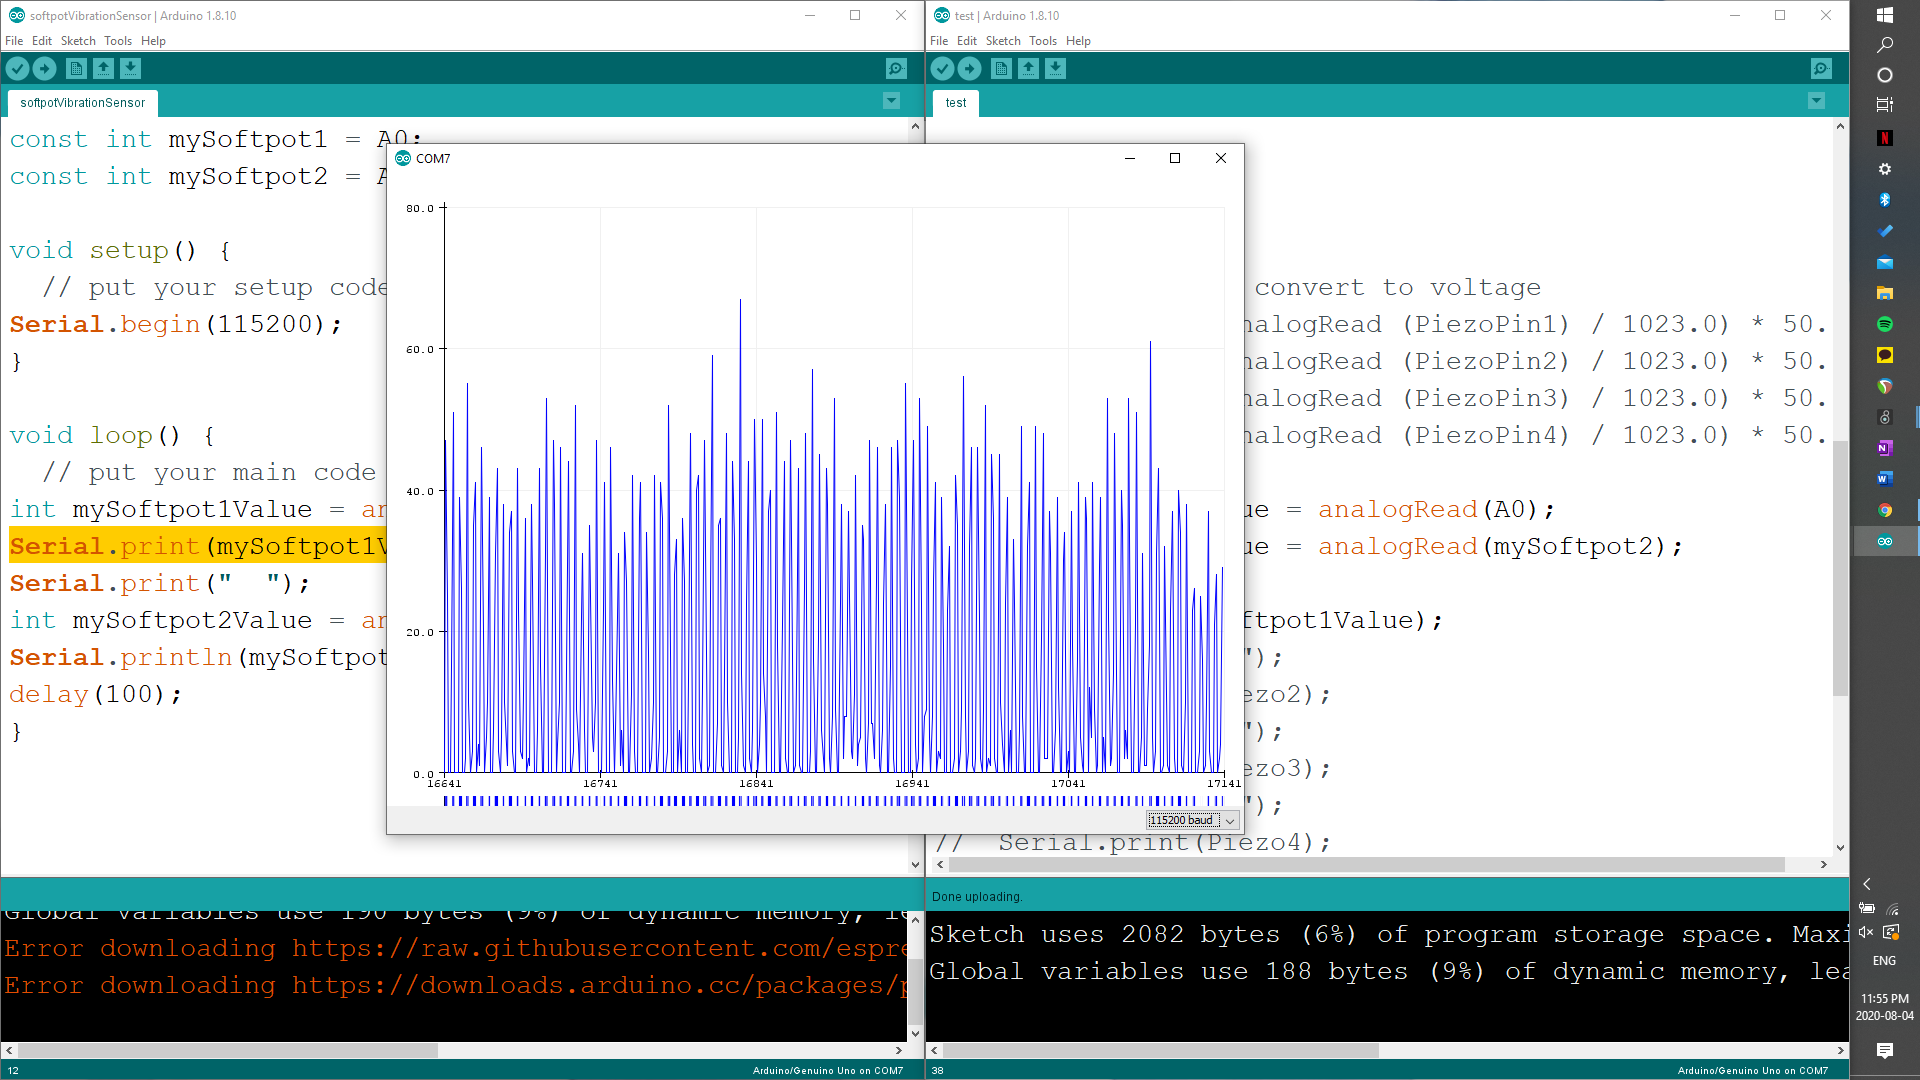 softpotVibrationSensor | Arduino 1.8.10
File Edit Sketch Tools Help
softpotVibrationSensor
const int mySoftpot1 = A0;
const int mySoftpot2 = A
void setup() {
// put your setup code
Serial.begin(115200);
}
void loop() {
// put your main code
int mySoftpot1Value = an
Serial.print(mySoftpot1V
Serial.print("  ");
int mySoftpot2Value = an
Serial.println(mySoftpot
delay(100);
}
Global variables use 190 bytes (9%) of dynamic memory, le
Error downloading https://raw.githubusercontent.com/espre
Error downloading https://downloads.arduino.cc/packages/p
12
Arduino/Genuino Uno on COM7
COM7
80.0
60.0
40.0
20.0
0.0
16641 16741 16841 16941 17041 17141
115200 baud
test | Arduino 1.8.10
File Edit Sketch Tools Help
test
convert to voltage
nalogRead (PiezoPin1) / 1023.0) * 50.
nalogRead (PiezoPin2) / 1023.0) * 50.
nalogRead (PiezoPin3) / 1023.0) * 50.
nalogRead (PiezoPin4) / 1023.0) * 50.
ue = analogRead(A0);
ue = analogRead(mySoftpot2);
ftpot1Value);
");
ezo2);
");
ezo3);
");
// Serial.print(Piezo4);
Done uploading.
Sketch uses 2082 bytes (6%) of program storage space. Maxi
Global variables use 188 bytes (9%) of dynamic memory, lea
38
Arduino/Genuino Uno on COM7
ENG
11:55 PM
2020-08-04